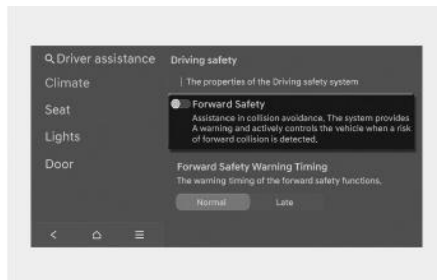 Driver assistance
Climate
Seat
Lights
Door
Driving safety
The properties of the Driving safety system
Forward Safety
Assistance in collision avoidance. The system provides
A warning and actively controls the vehicle when a risk
of forward collision is detected.
Forward Safety Warning Timing
The warning timing of the forward safety functions,
Normal
Late